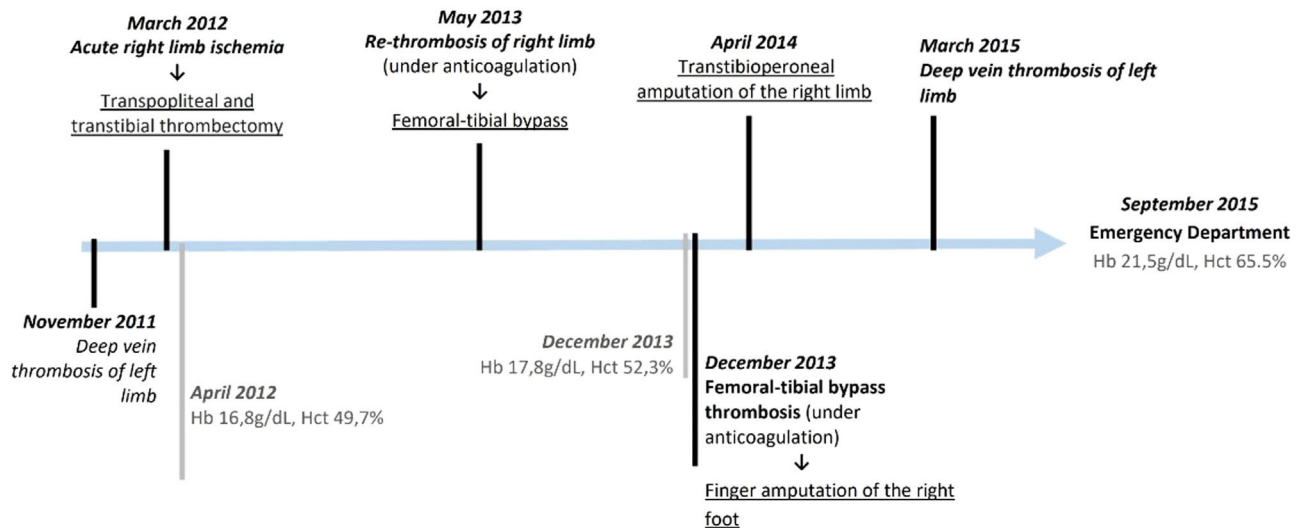 March 2012
Acute right limb ischemia
↓
Transpopliteal and
transtibial thrombectomy
May 2013
Re-thrombosis of right limb
(under anticoagulation)
↓
Femoral-tibial bypass
April 2014
Transtibioperoneal
amputation of the right limb
March 2015
Deep vein thrombosis of left
limb
September 2015
Emergency Department
Hb 21,5g/dL, Hct 65.5%
November 2011
Deep vein
thrombosis of left
limb
April 2012
Hb 16,8g/dL, Hct 49,7%
December 2013
Hb 17,8g/dL, Hct 52,3%
December 2013
Femoral-tibial bypass
thrombosis (under
anticoagulation)
↓
Finger amputation of the right
foot